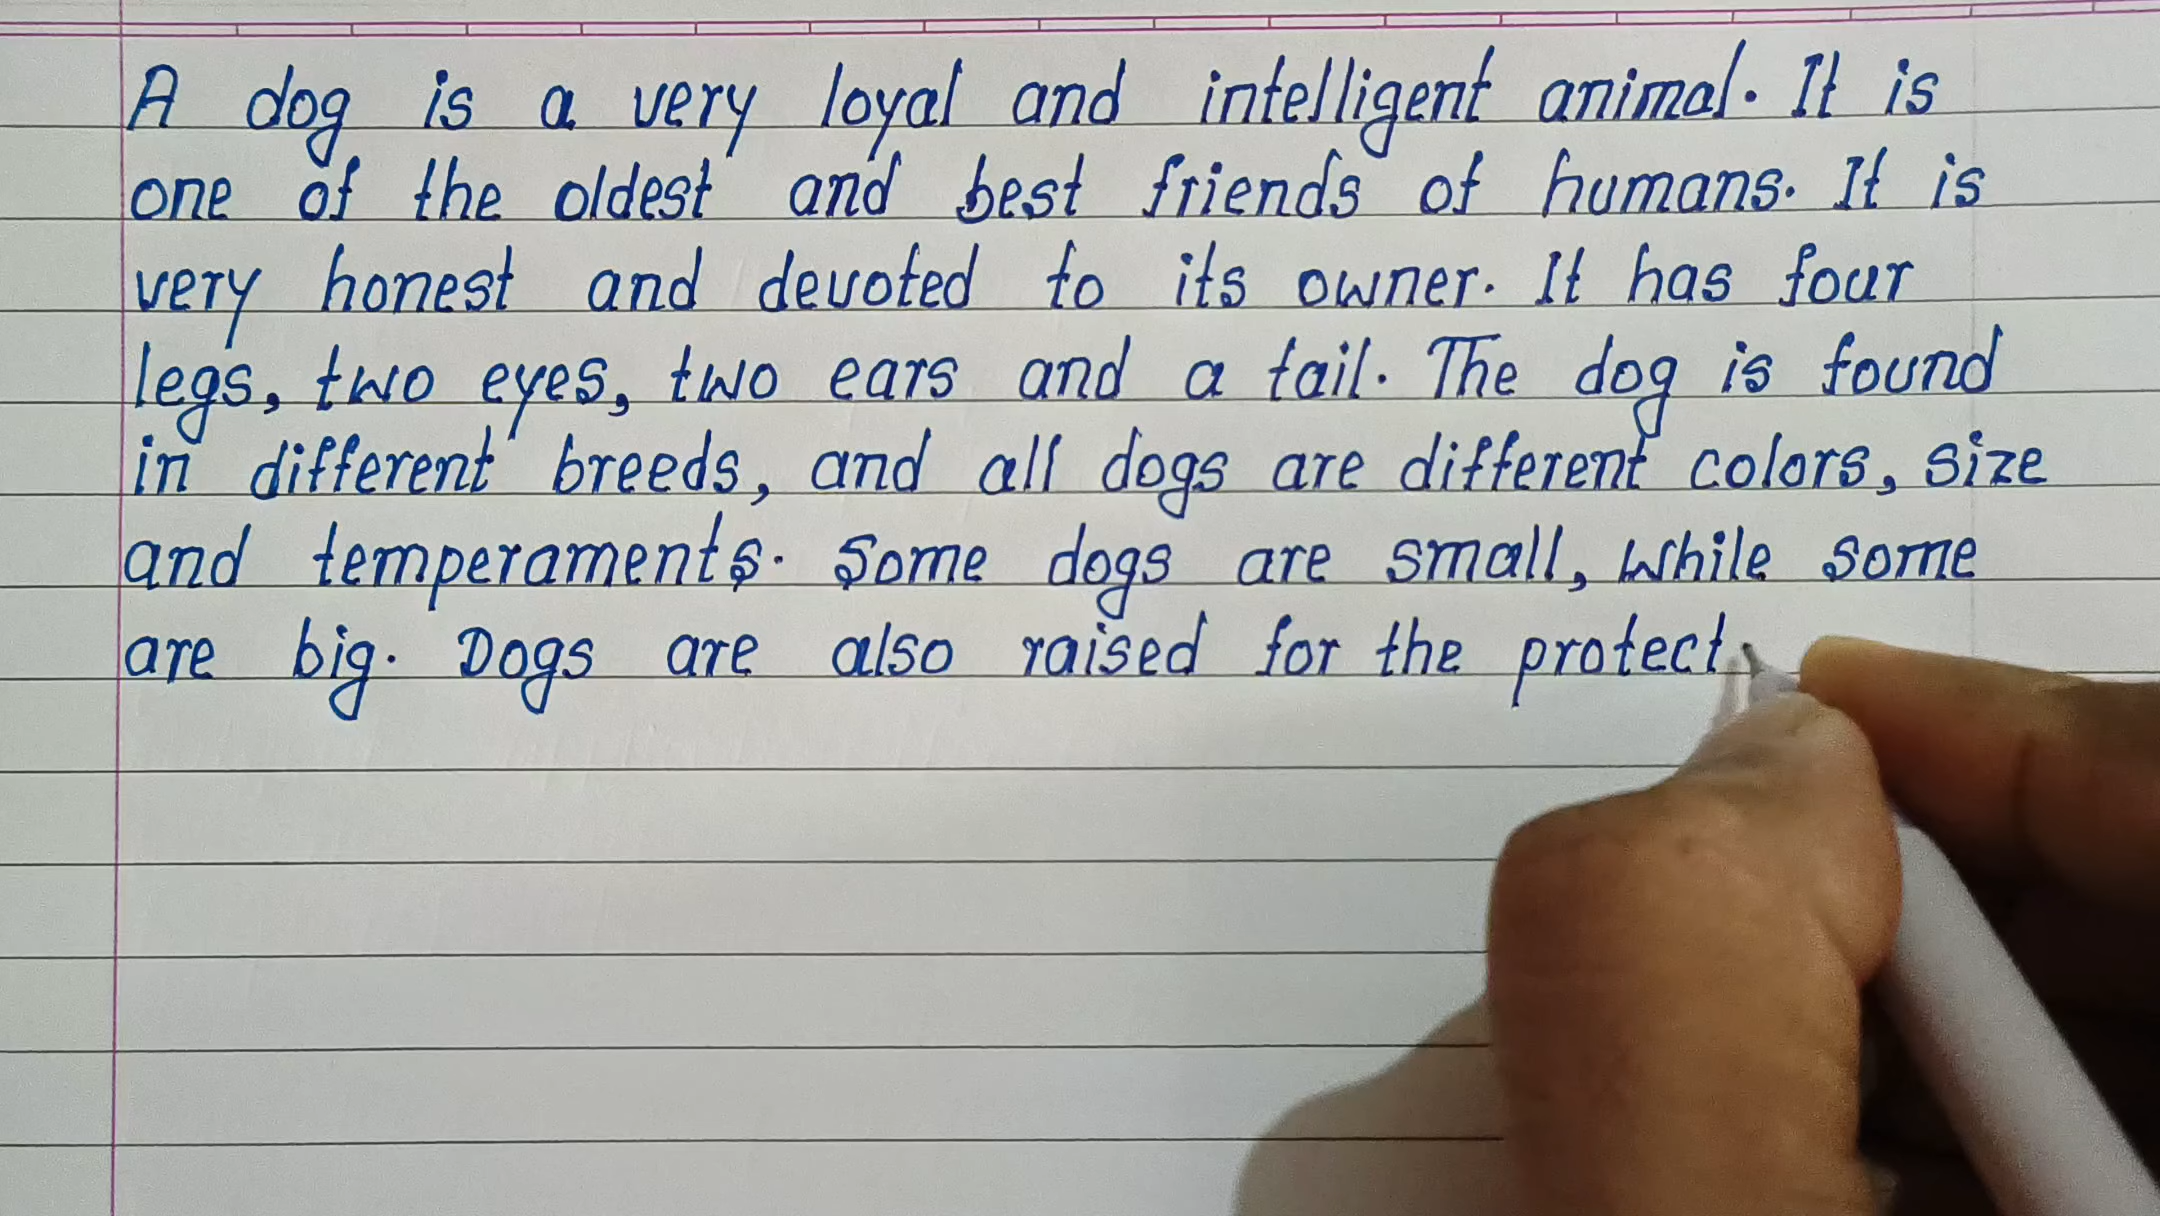 A dog is a very loyal and intelligent animal. It is
one of the oldest and best friends of humans. It is
very honest and devoted to its owner. It has four
legs, two eyes, two ears and a tail. The dog is found
in different breeds, and all dogs are different colors, size
and temperaments. Some dogs are small, while some
are big. Dogs are also raised for the protect